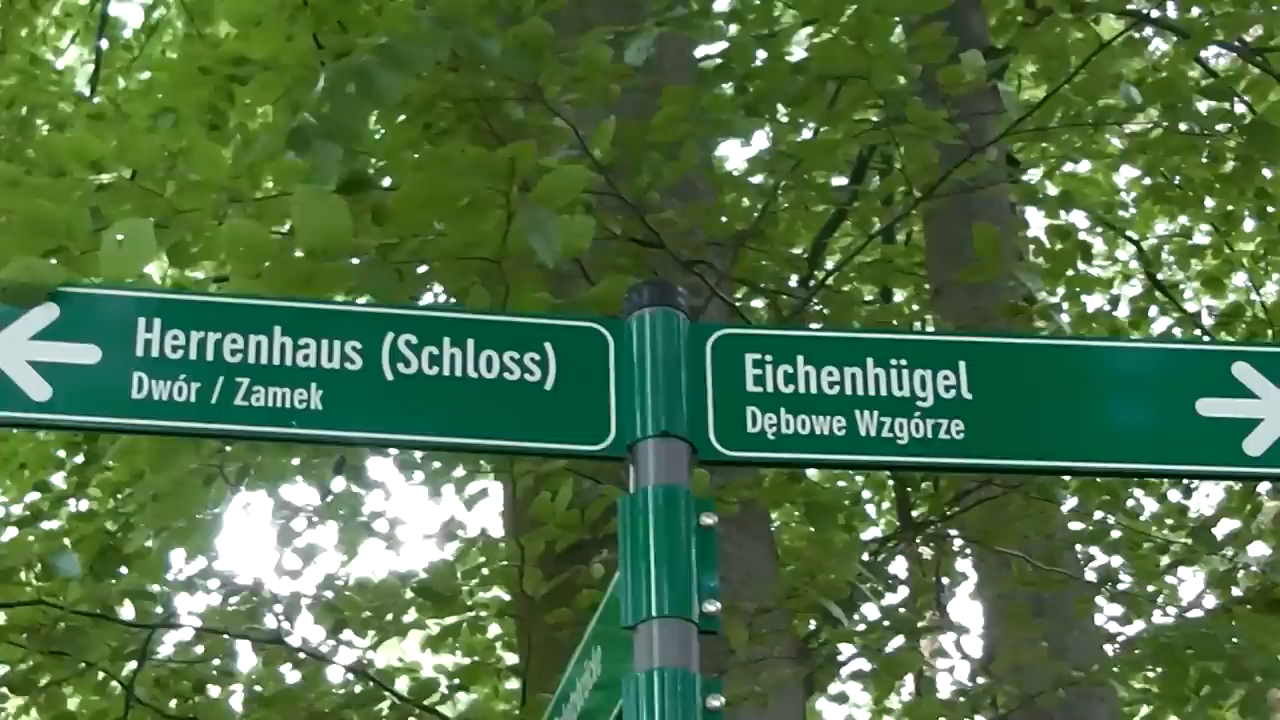 Herrenhaus (Schloss)
Dwór / Zamek
Eichenhügel
Dębowe Wzgórze